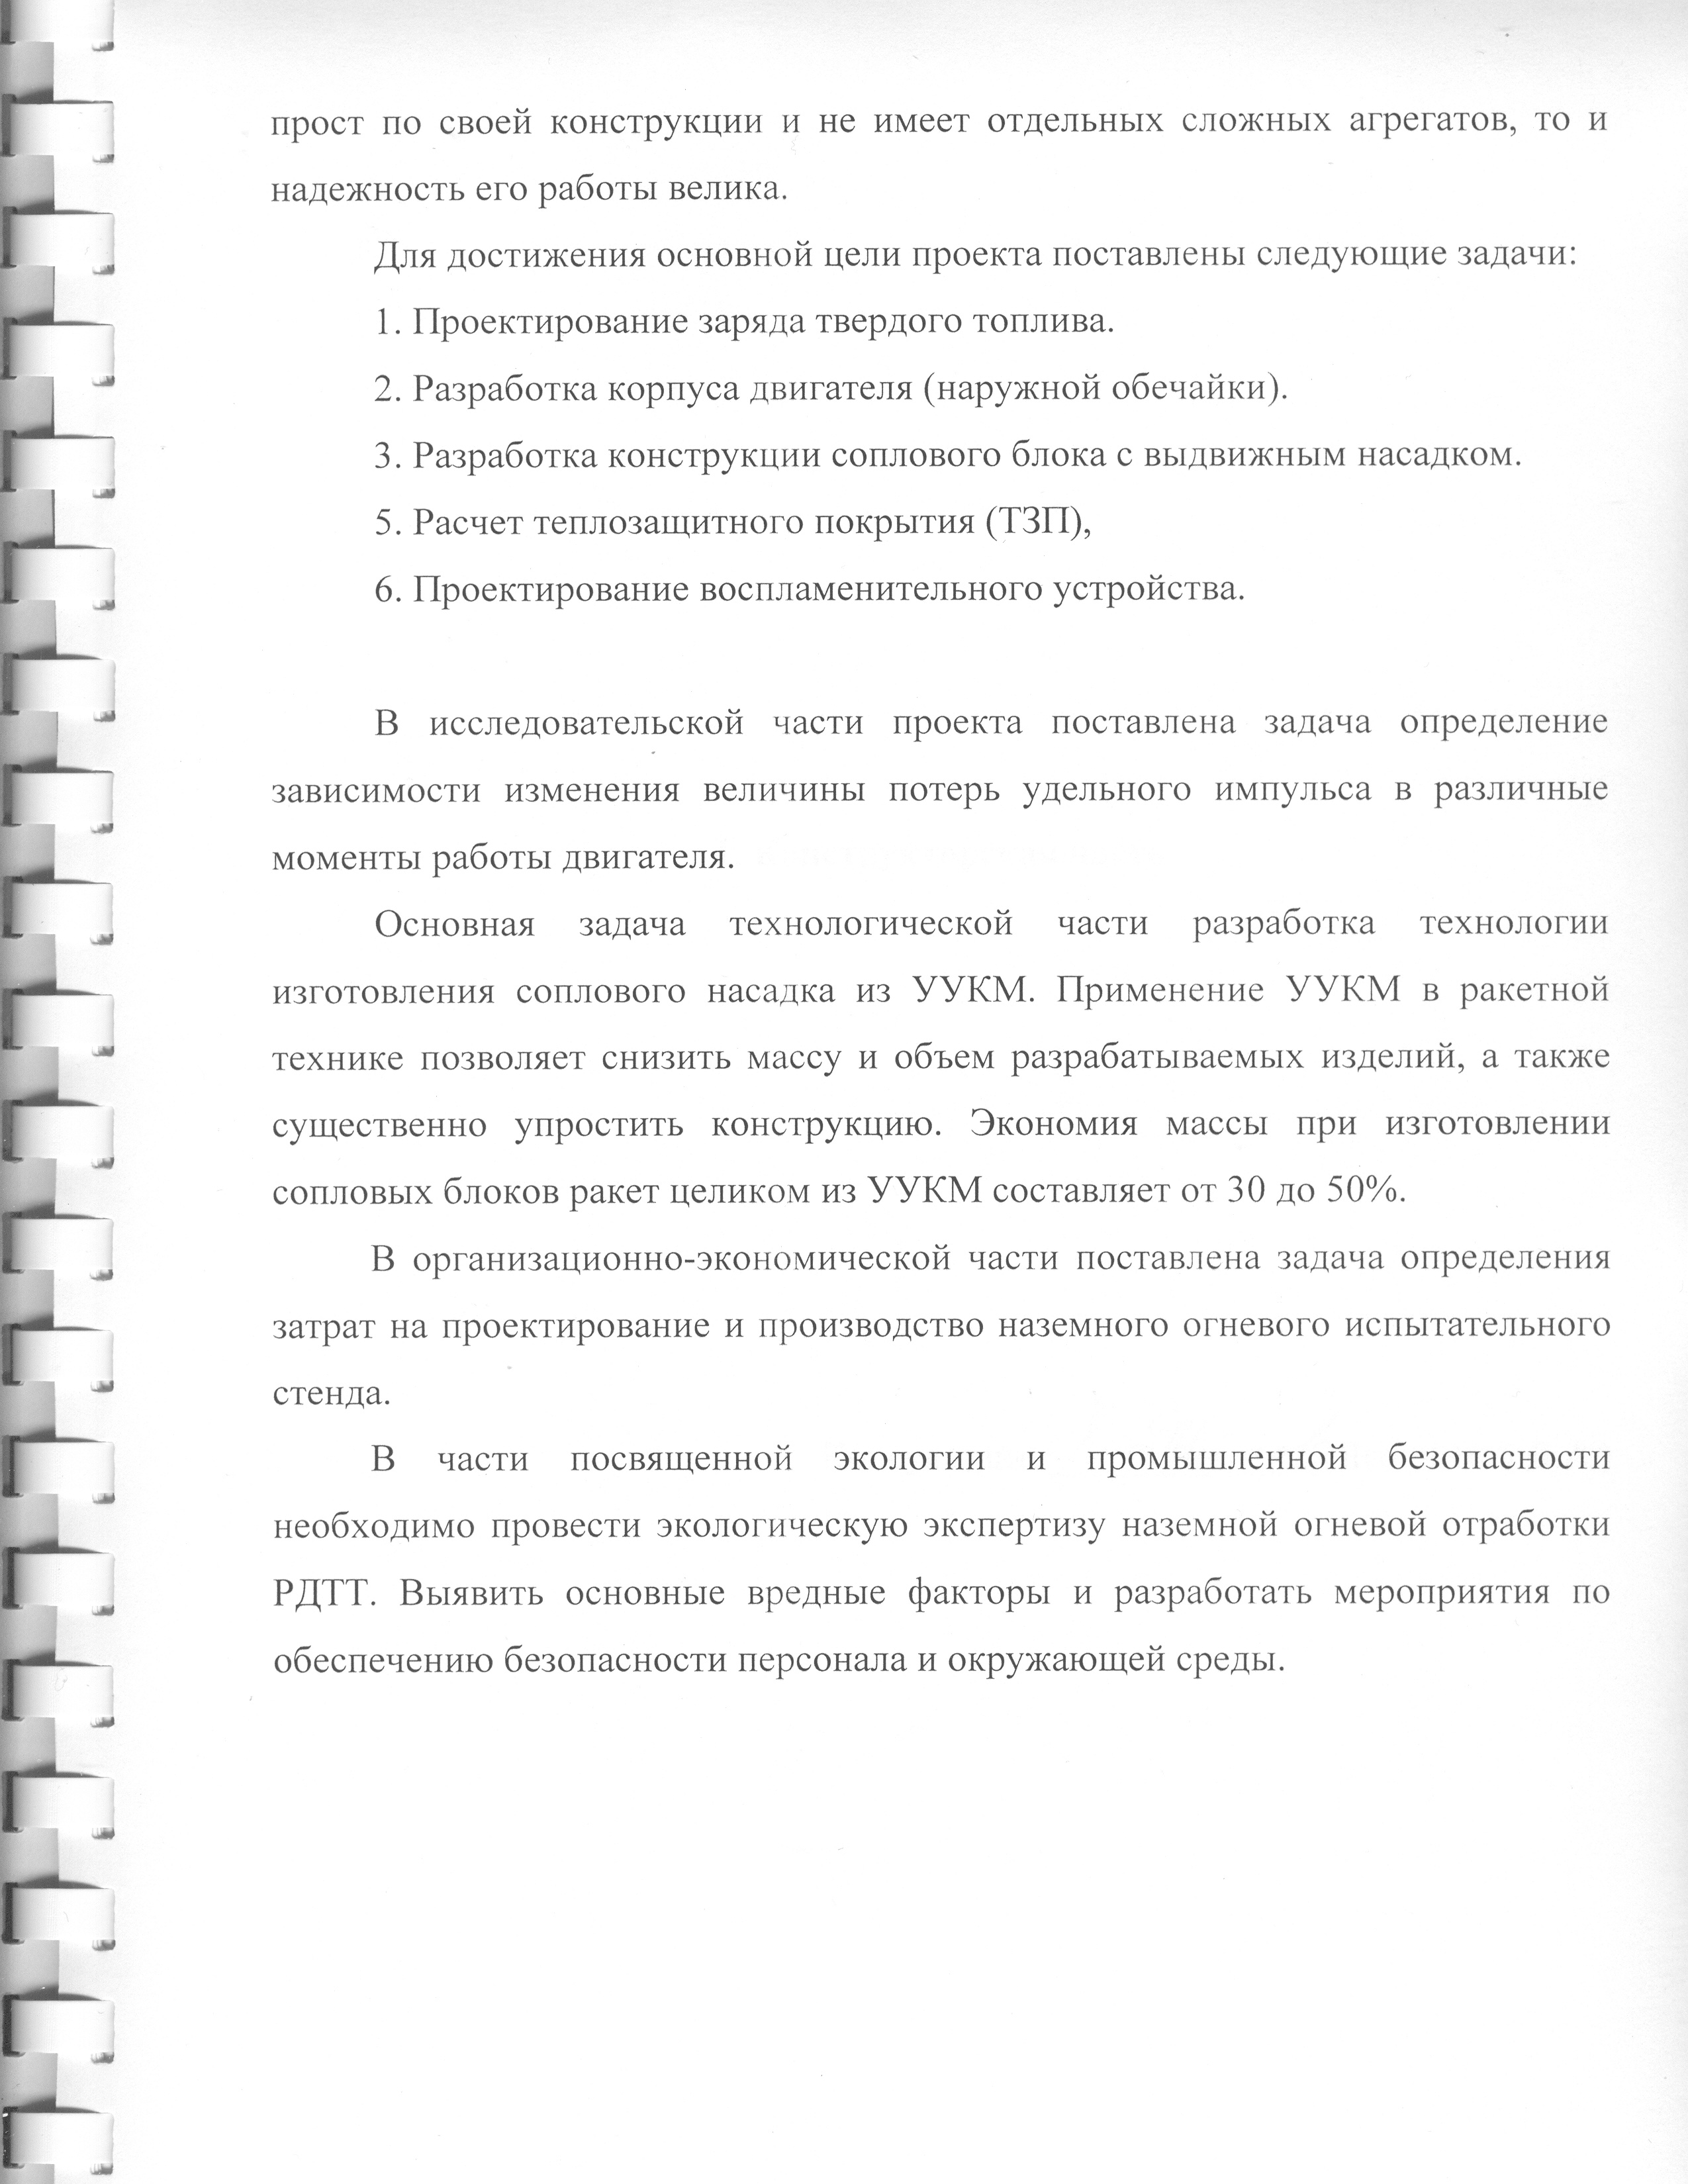 прост по своей конструкции и не имеет отдельных сложных агрегатов, то и
надежность его работы велика.
Для достижения основной цели проекта поставлены следующие задачи:
1. Проектирование заряда твердого топлива.
2. Разработка корпуса двигателя (наружной обечайки).
3. Разработка конструкции соплового блока с выдвижным насадком.
5. Расчет теплозащитного покрытия (ТЗП),
6. Проектирование воспламенительного устройства.
В исследовательской части проекта поставлена задача определение
зависимости изменения величины потерь удельного импульса в различные
моменты работы двигателя.
Основная задача технологической части разработка технологии
изготовления соплового насадка из УУКМ. Применение УУКМ в ракетной
технике позволяет снизить массу и объем разрабатываемых изделий, а также
существенно упростить конструкцию. Экономия массы при изготовлении
сопловых блоков ракет целиком из УУКМ составляет от 30 до 50%.
В организационно-экономической части поставлена задача определения
затрат на проектирование и производство наземного огневого испытательного
стенда.
В части посвященной экологии и промышленной безопасности
необходимо провести экологическую экспертизу наземной огневой отработки
РДТТ. Выявить основные вредные факторы и разработать мероприятия по
обеспечению безопасности персонала и окружающей среды.